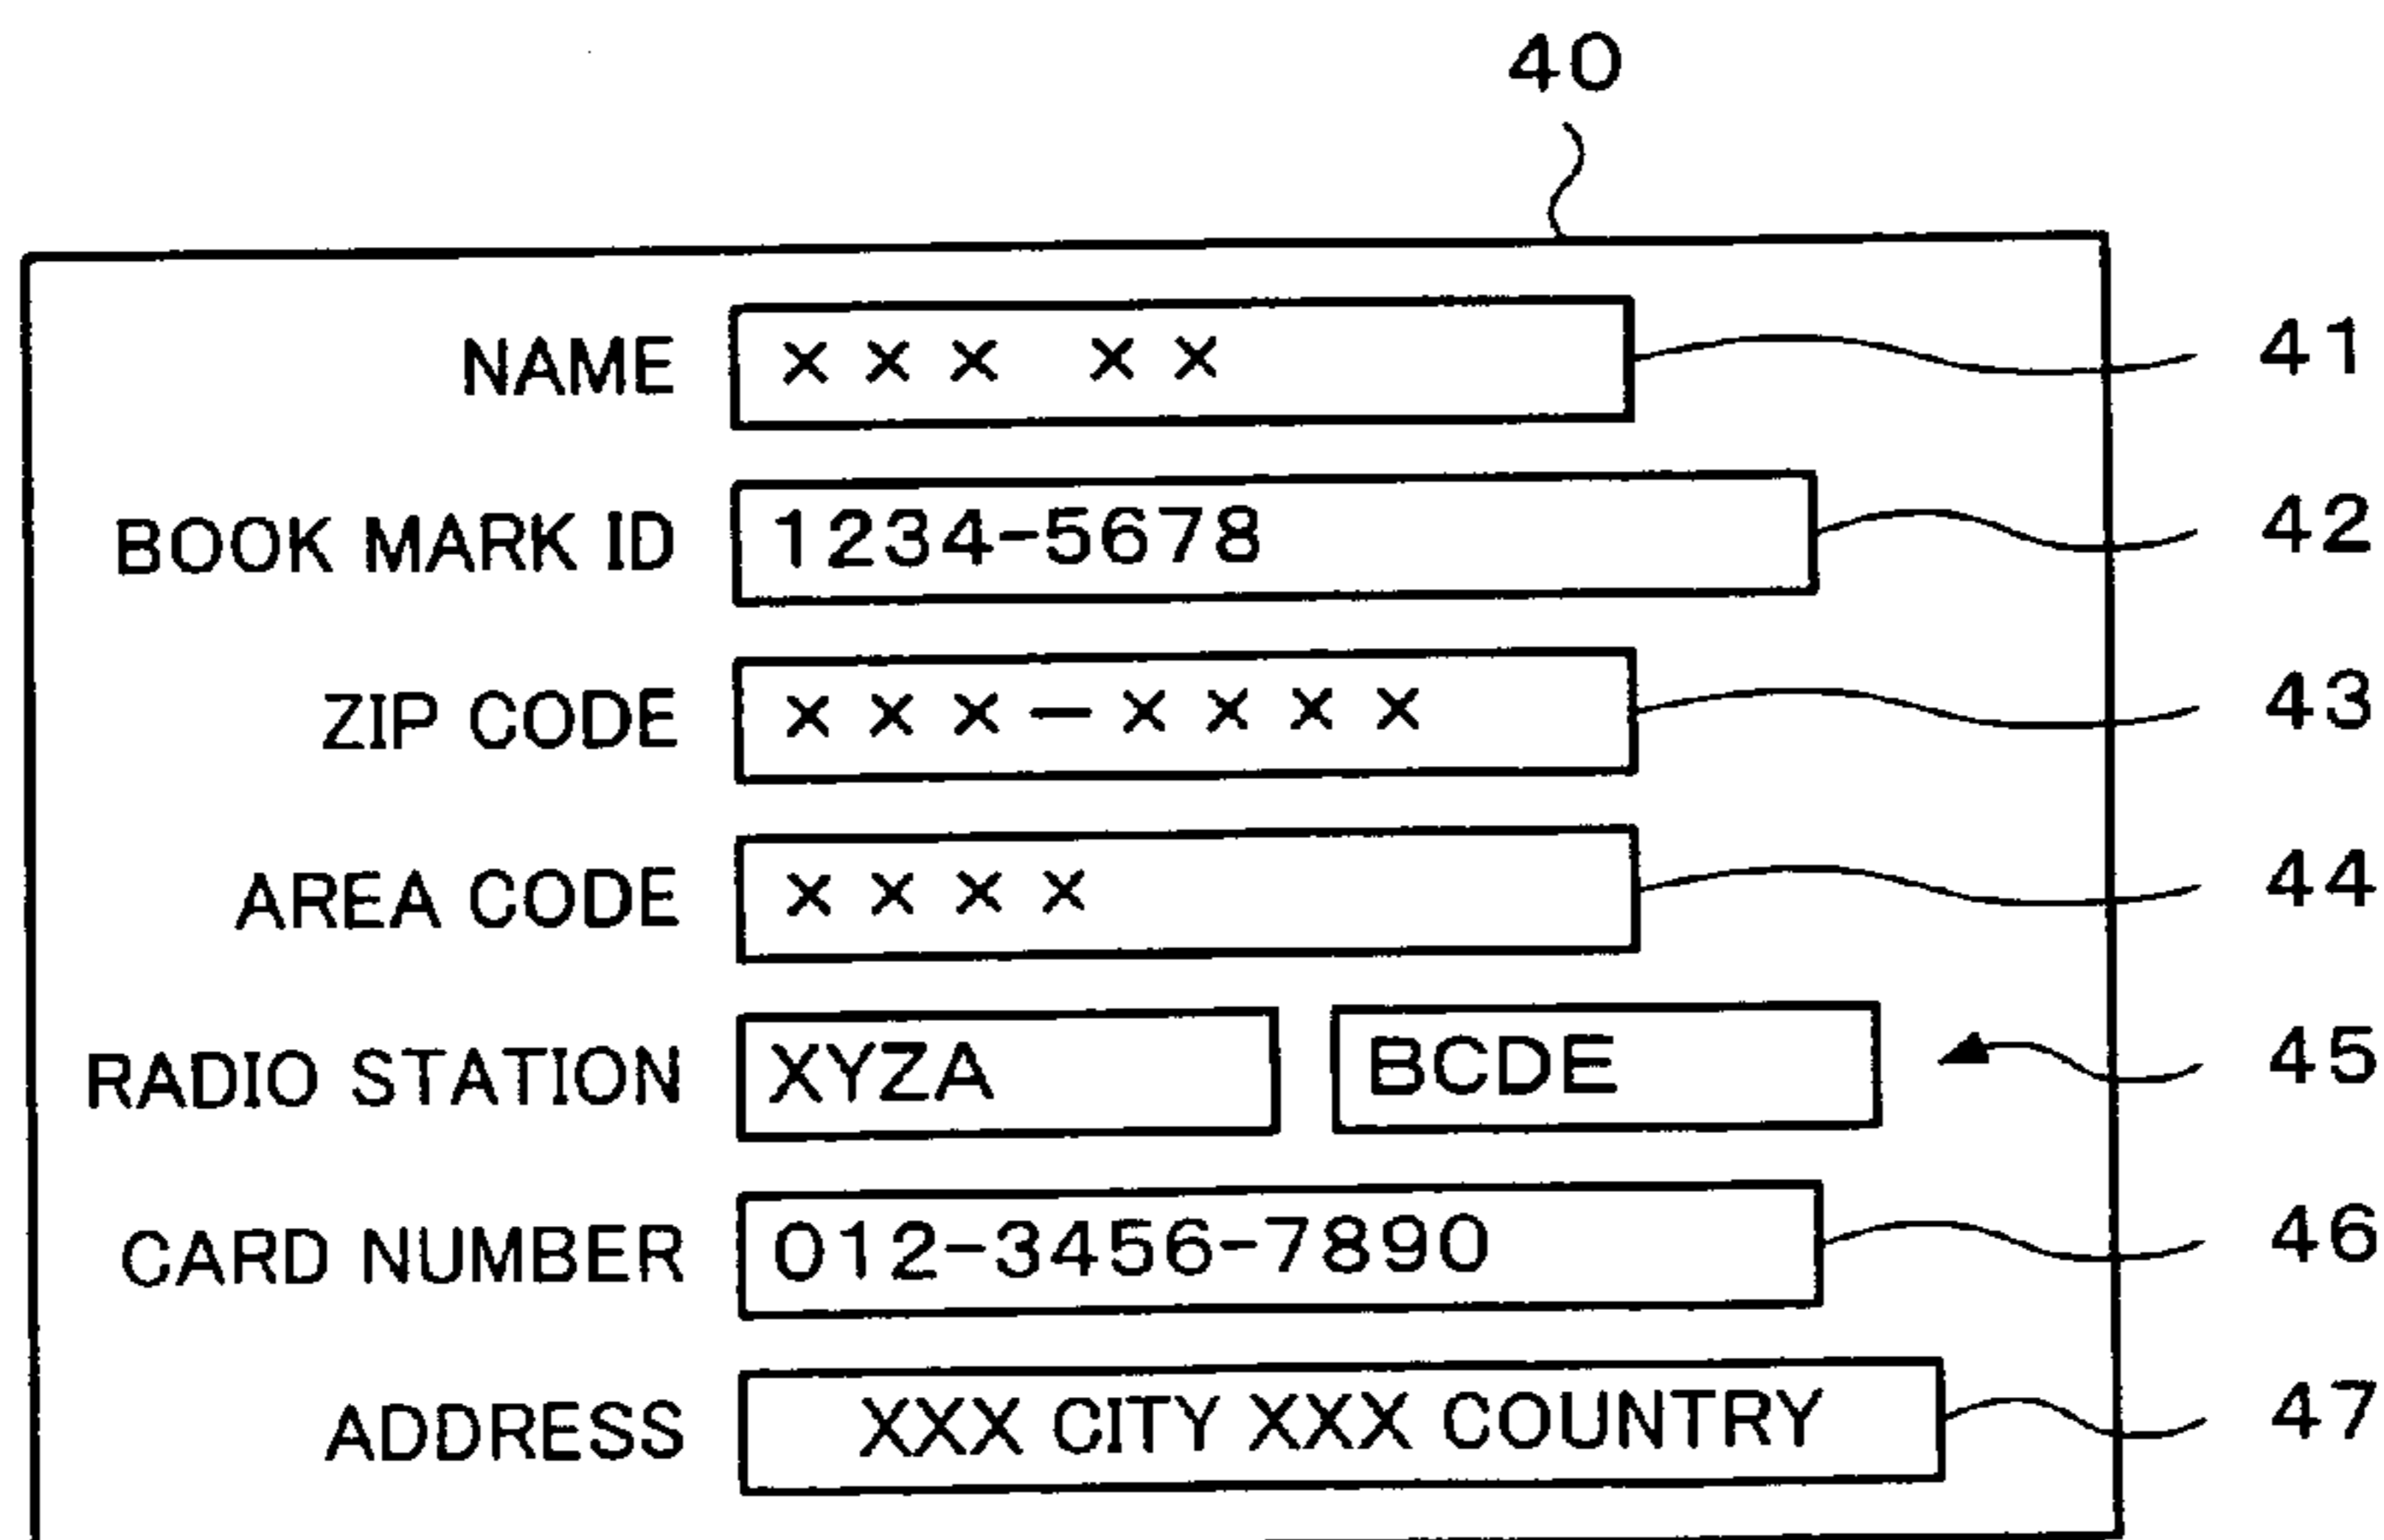 40
NAME × × × × × 41
BOOK MARK ID 1234-5678 42
ZIP CODE × × × – × × × × 43
AREA CODE × × × × 44
RADIO STATION XYZA BCDE 45
CARD NUMBER 012-3456-7890 46
ADDRESS XXX CITY XXX COUNTRY 47